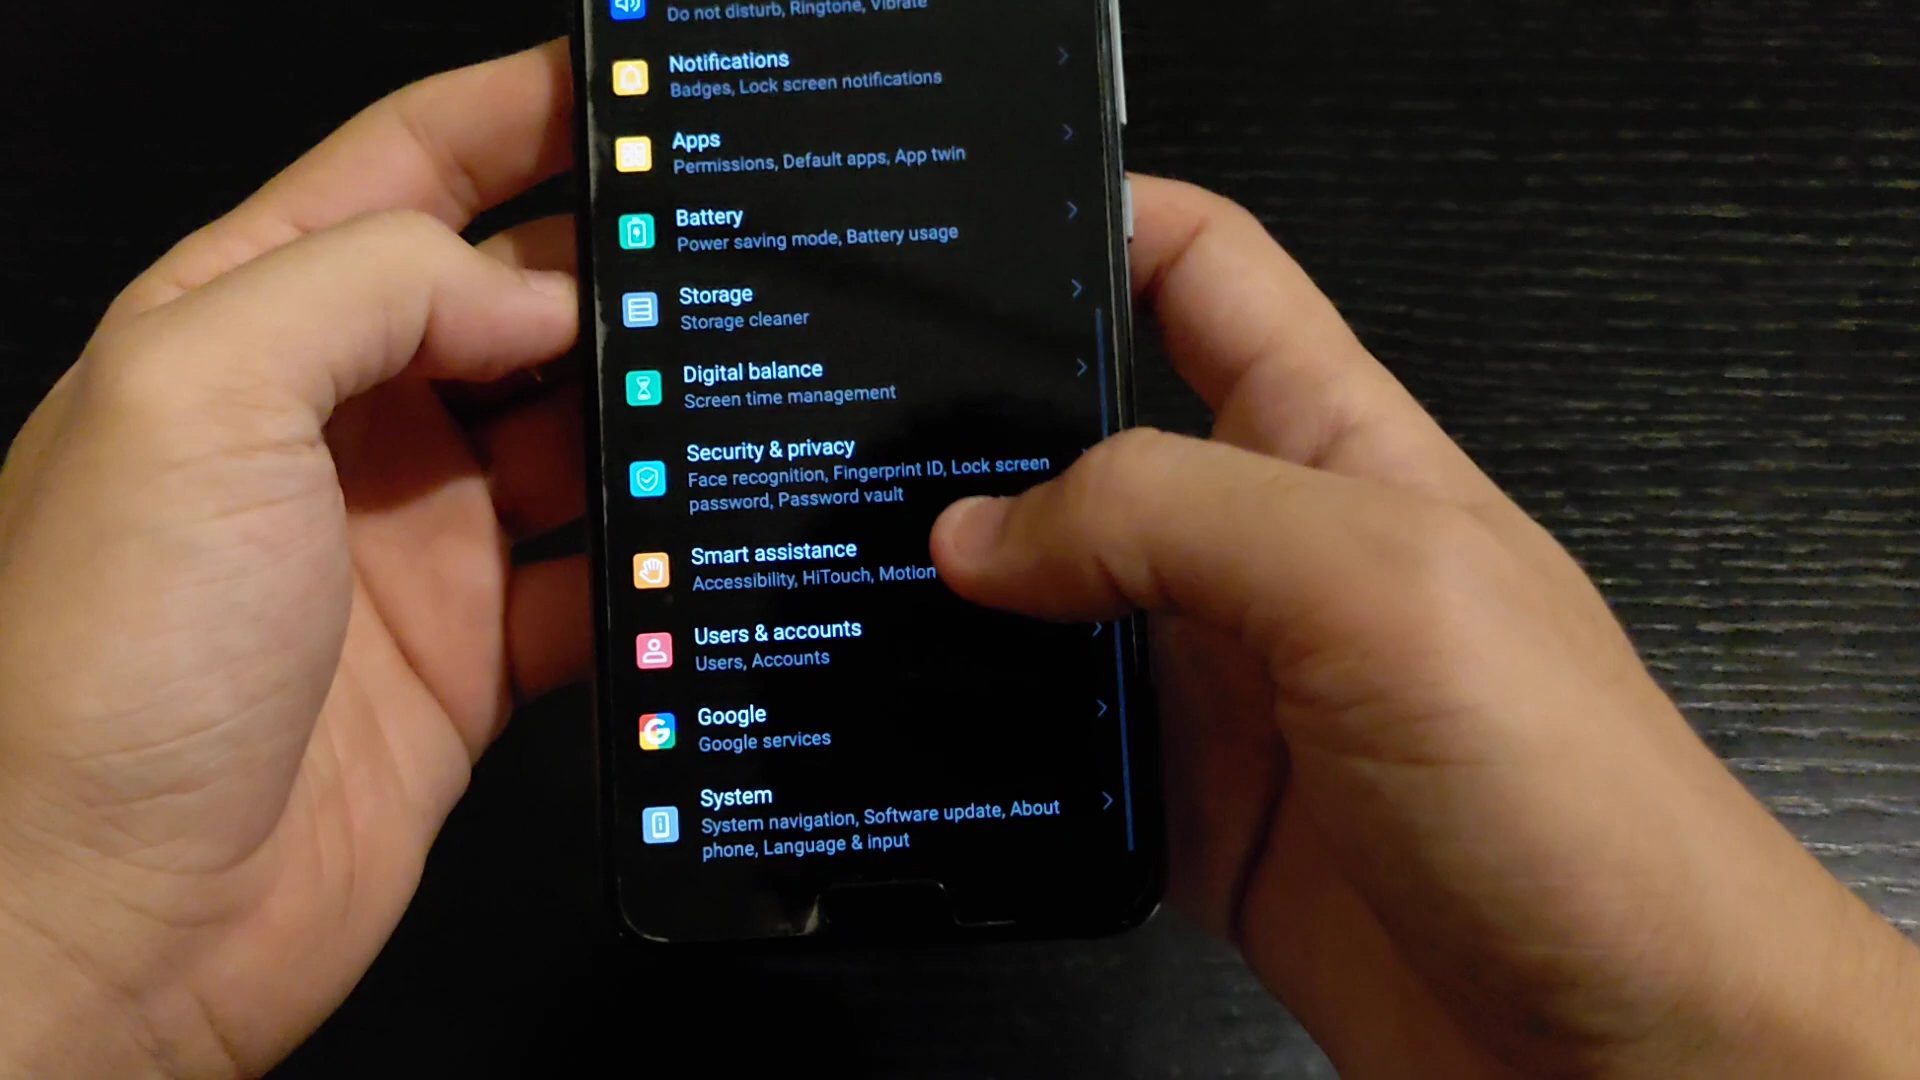 Do not disturb, Ringtone, Vibrate
Notifications
Badges, Lock screen notifications
Apps
Permissions, Default apps, App twin
Battery
Power saving mode, Battery usage
Storage
Storage cleaner
Digital balance
Screen time management
Security & privacy
Face recognition, Fingerprint ID, Lock screen
password, Password vault
Smart assistance
Accessibility, HiTouch, Motion
Users & accounts
Users, Accounts
G
Google
Google services
System
System navigation, Software update, About
phone, Language & input